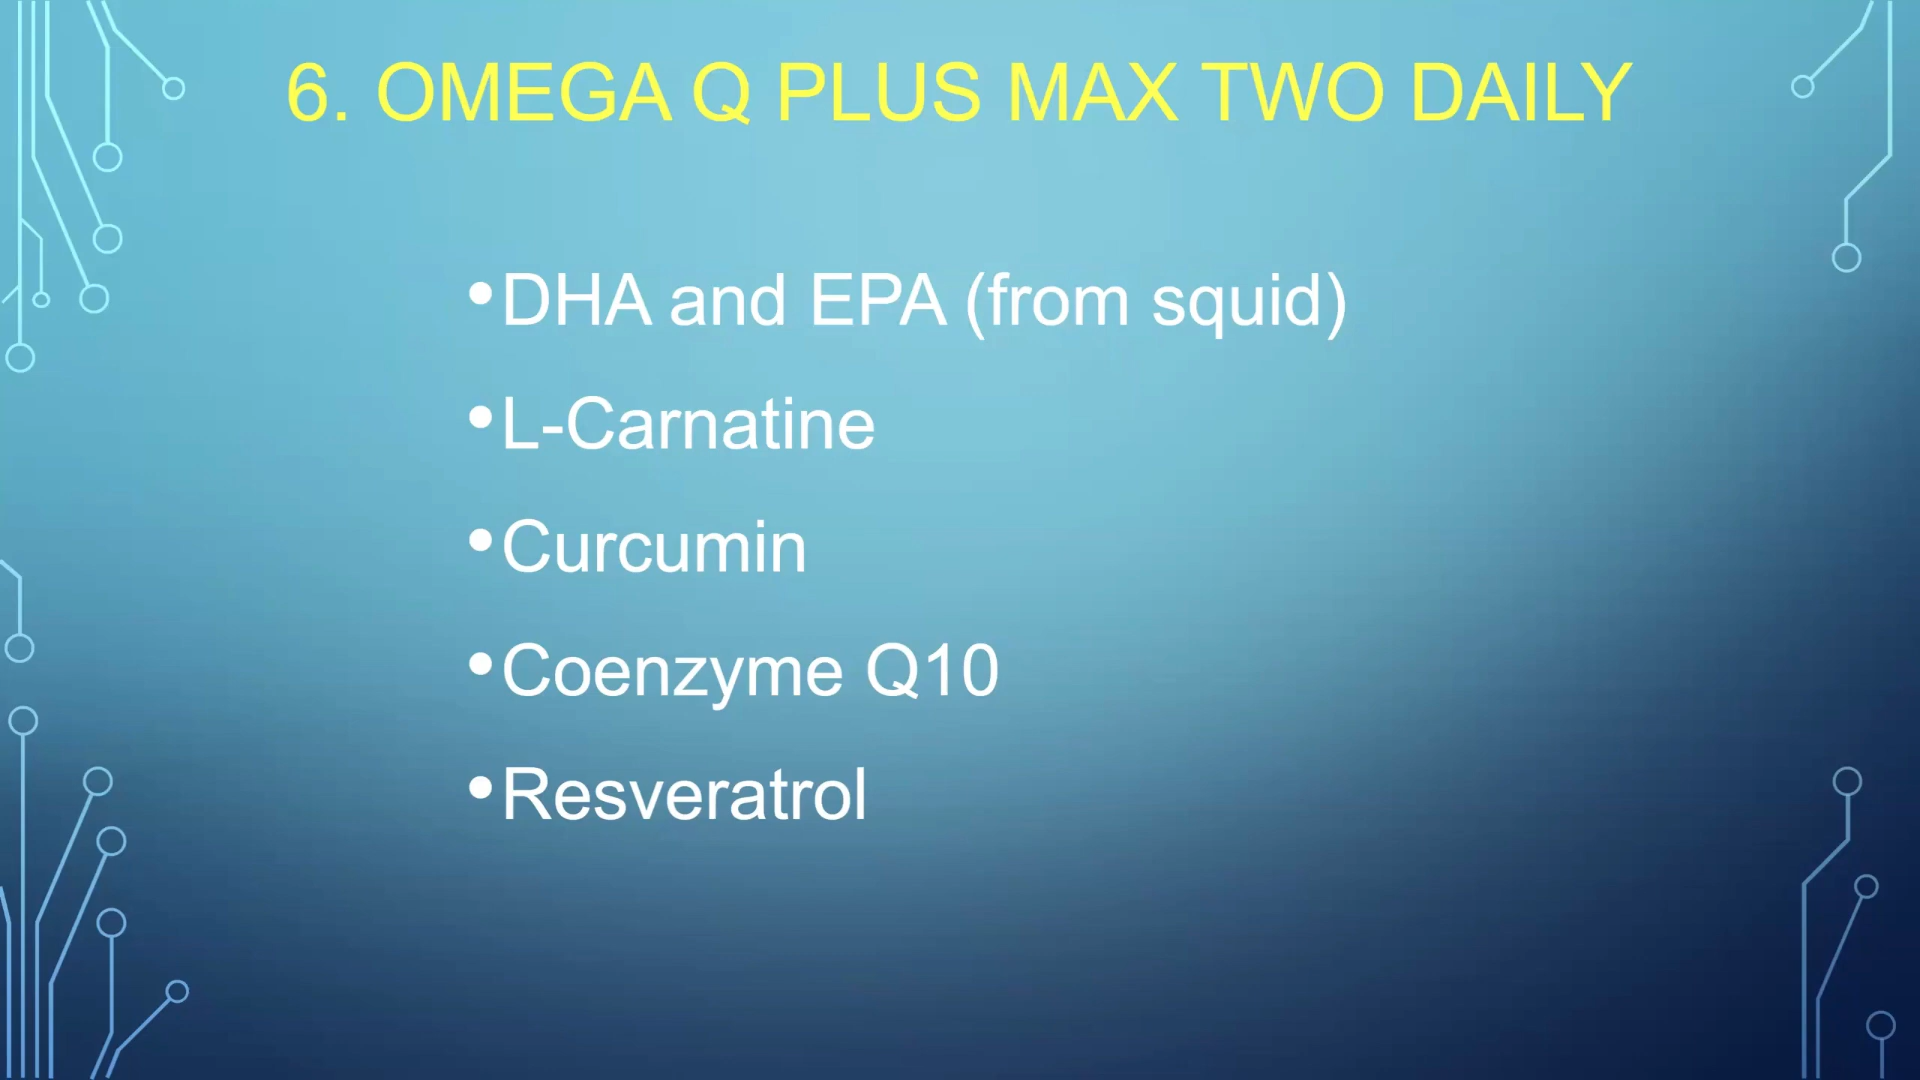 6. OMEGA Q PLUS MAX TWO DAILY
•DHA and EPA (from squid)
•L-Carnatine
•Curcumin
•Coenzyme Q10
•Resveratrol